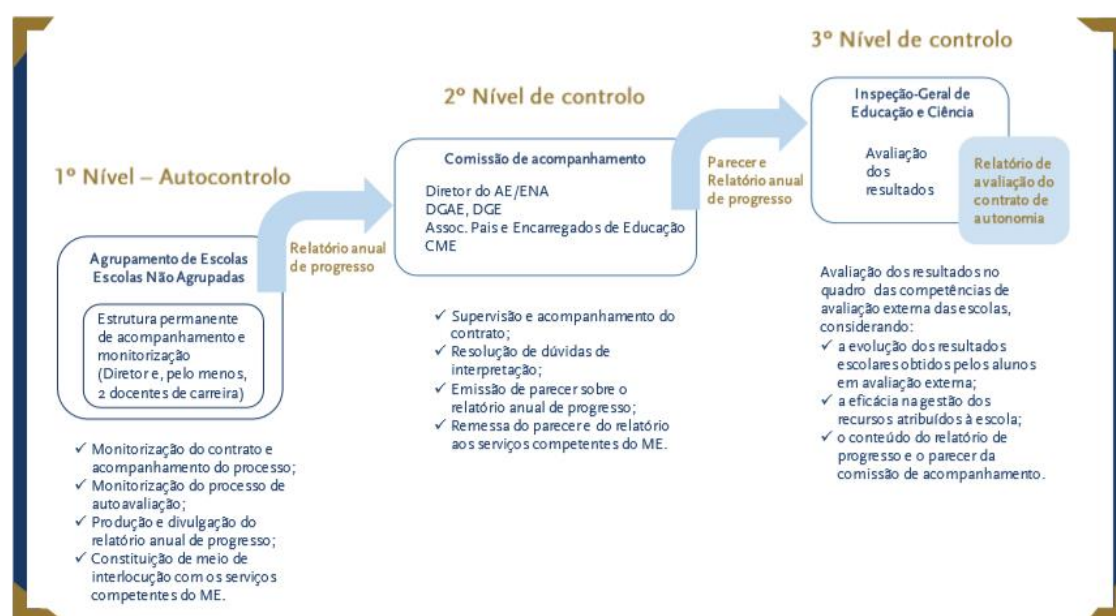 1º Nível – Autocontrolo
Agrupamento de Escolas
Escolas Não Agrupadas
Estrutura permanente
de acompanhamento e
monitorização
(Diretor e, pelo menos,
2 docentes de carreira)
✓ Monitorização do contrato e
acompanhamento do processo;
✓ Monitorização do processo de
autoavaliação;
✓ Produção e divulgação do
relatório anual de progresso;
✓ Constituição de meio de
interlocução com os serviços
competentes do ME.
Relatório anual
de progresso
2º Nível de controlo
Comissão de acompanhamento
Diretor do AE/ENA
DGAE, DGE
Assoc. Pais e Encarregados de Educação
CME
✓ Supervisão e acompanhamento do
contrato;
✓ Resolução de dúvidas de
interpretação;
✓ Emissão de parecer sobre o
relatório anual de progresso;
✓ Remessa do parecer e do relatório
aos serviços competentes do ME.
Parecer e
Relatório anual
de progresso
3º Nível de controlo
Inspeção-Geral de
Educação e Ciência
Avaliação
dos
resultados
Relatório de
avaliação do
contrato de
autonomia
Avaliação dos resultados no
quadro das competências de
avaliação externa das escolas,
considerando:
✓ a evolução dos resultados
escolares obtidos pelos alunos
em avaliação externa;
✓ a eficácia na gestão dos
recursos atribuídos à escola;
✓ o conteúdo do relatório de
progresso e o parecer da
comissão de acompanhamento.